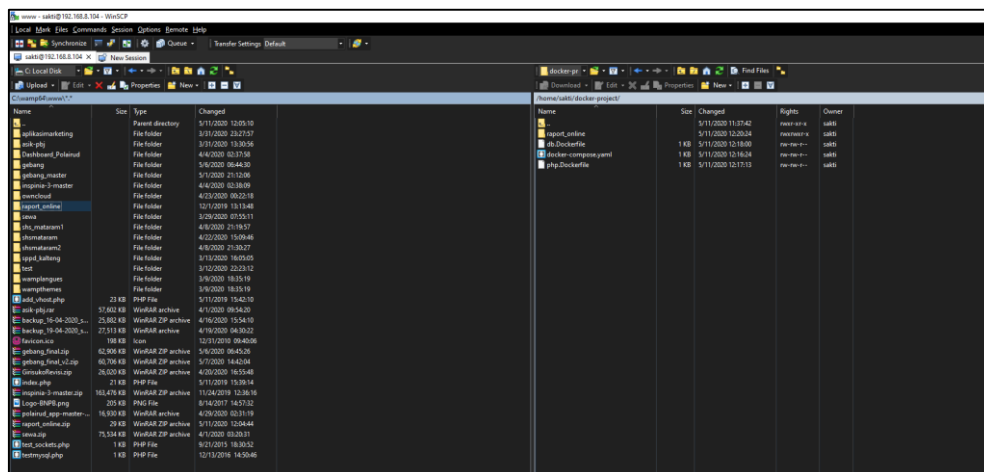 www - sakti@192.168.8.104 - WinSCP
Local Mark Files Commands Session Options Remote Help
Synchronize Queue Transfer Settings Default
sakti@192.168.8.104 X New Session
C: Local Disk
docker-pr Find Files
Upload Edit Properties New
Download Edit Properties New
C:\wamp64\www\*.*
/home/sakti/docker-project/
Name Size Type Changed
Name Size Changed Rights Owner
.. Parent directory 5/11/2020 12:05:10
.. 5/11/2020 11:37:42 rwxr-xr-x sakti
aplikasimarketing File folder 3/31/2020 23:27:57
raport_online 5/11/2020 12:20:24 rwxrwxr-x sakti
asik-pbj File folder 3/31/2020 13:30:56
db.Dockerfile 1 KB 5/11/2020 12:18:00 rw-rw-r-- sakti
Dashboard_Polairud File folder 4/4/2020 02:37:58
docker-compose.yaml 1 KB 5/11/2020 12:16:24 rw-rw-r-- sakti
gebang File folder 5/6/2020 06:44:30
php.Dockerfile 1 KB 5/11/2020 12:17:13 rw-rw-r-- sakti
gebang_master File folder 5/1/2020 21:12:06
inspinia-3-master File folder 4/4/2020 02:38:09
owncloud File folder 4/23/2020 00:22:18
raport_online File folder 12/1/2019 13:13:48
sewa File folder 3/29/2020 07:55:11
shs_mataram1 File folder 4/8/2020 21:19:57
shsmataram File folder 4/22/2020 15:09:46
shsmataram2 File folder 4/8/2020 21:30:27
sppd_kalteng File folder 3/13/2020 16:05:05
test File folder 3/12/2020 22:23:12
wamplangues File folder 3/9/2020 18:35:19
wampthemes File folder 3/9/2020 18:35:19
add_vhost.php 23 KB PHP File 5/11/2019 15:42:10
asik-pbj.rar 57,602 KB WinRAR archive 4/1/2020 09:54:20
backup_16-04-2020_s... 25,882 KB WinRAR ZIP archive 4/16/2020 15:54:10
backup_19-04-2020_s... 27,513 KB WinRAR archive 4/19/2020 04:30:22
favicon.ico 198 KB Icon 12/31/2010 09:40:06
gebang_final.zip 62,906 KB WinRAR ZIP archive 5/6/2020 06:45:26
gebang_final_v2.zip 60,706 KB WinRAR ZIP archive 5/7/2020 14:42:04
GirisukoRevisi.zip 26,020 KB WinRAR ZIP archive 4/20/2020 16:55:48
index.php 21 KB PHP File 5/11/2019 15:39:14
inspinia-3-master.zip 163,476 KB WinRAR ZIP archive 11/24/2019 12:36:16
Logo-BNPB.png 205 KB PNG File 8/14/2017 14:57:32
polairud_app-master-... 16,930 KB WinRAR archive 4/29/2020 02:31:19
raport_online.zip 29 KB WinRAR ZIP archive 5/11/2020 12:04:44
sewa.zip 75,534 KB WinRAR ZIP archive 4/1/2020 03:20:31
test_sockets.php 1 KB PHP File 9/21/2015 18:30:52
testmysql.php 1 KB PHP File 12/13/2016 14:50:46